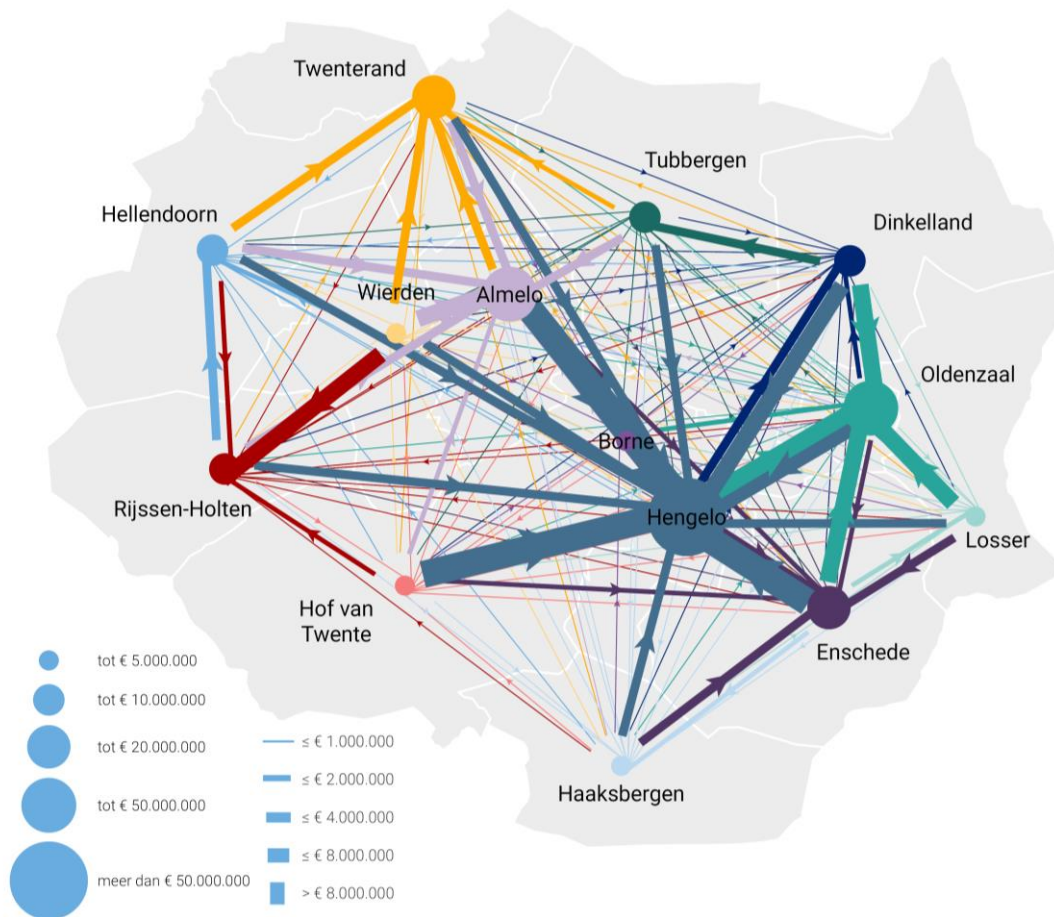 Twenterand
Tubbergen
Hellendoorn
Dinkelland
Wierden
Almelo
Oldenzaal
Borne
Rijssen-Holten
Hengelo
Losser
Hof van
Twente
Enschede
Haaksbergen
tot € 5.000.000
tot € 10.000.000
tot € 20.000.000
tot € 50.000.000
meer dan € 50.000.000
≤ € 1.000.000
≤ € 2.000.000
≤ € 4.000.000
≤ € 8.000.000
> € 8.000.000